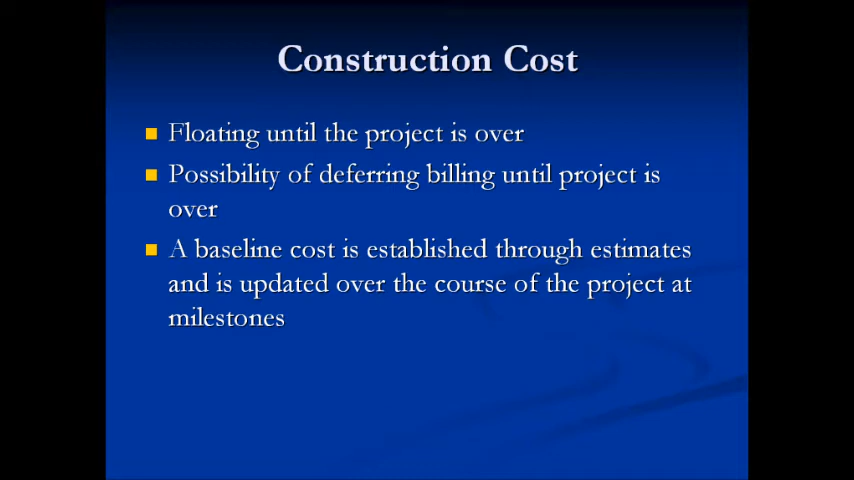 Construction Cost
Floating until the project is over
Possibility of deferring billing until project is
over
A baseline cost is established through estimates
and is updated over the course of the project at
milestones